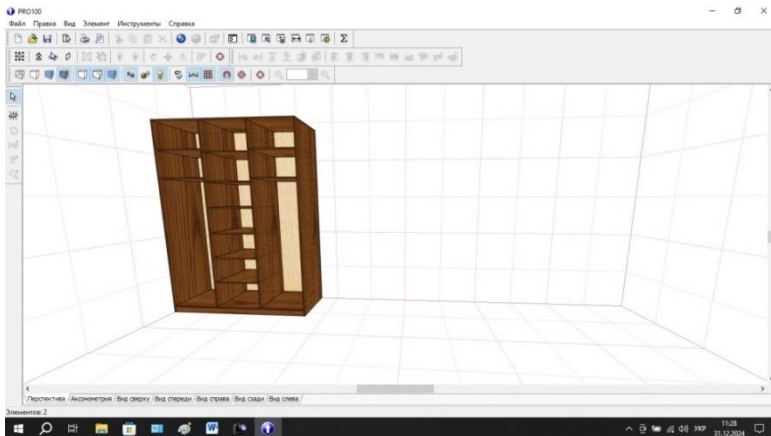 PRO100
Файл Правка Вид Элемент Инструменты Справка
Перспектива Аксонометрия Вид сверху Вид спереди Вид справа Вид сзади Вид слева
Элементов: 2
УКР
11:28
31.12.2024